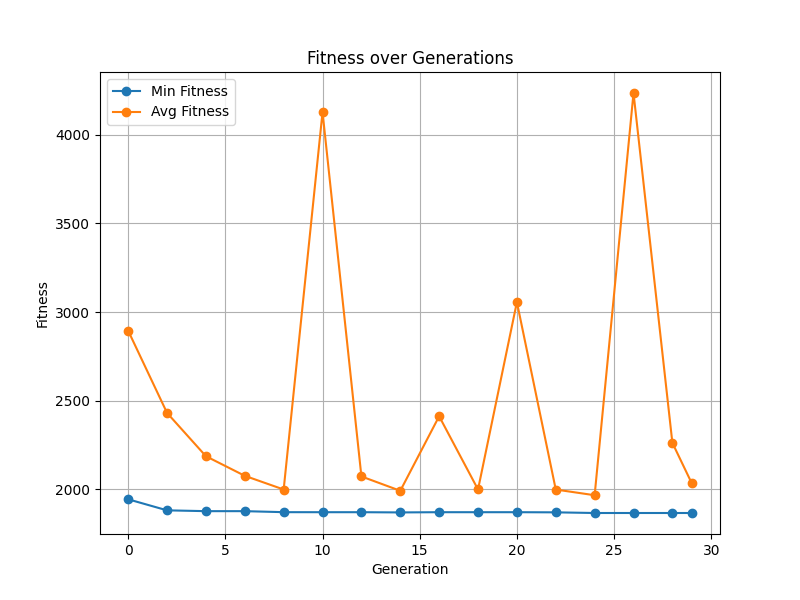 Fitness over Generations
Min Fitness
Avg Fitness
4000
3500
3000
2500
2000
Fitness
0 5 10 15 20 25 30
Generation